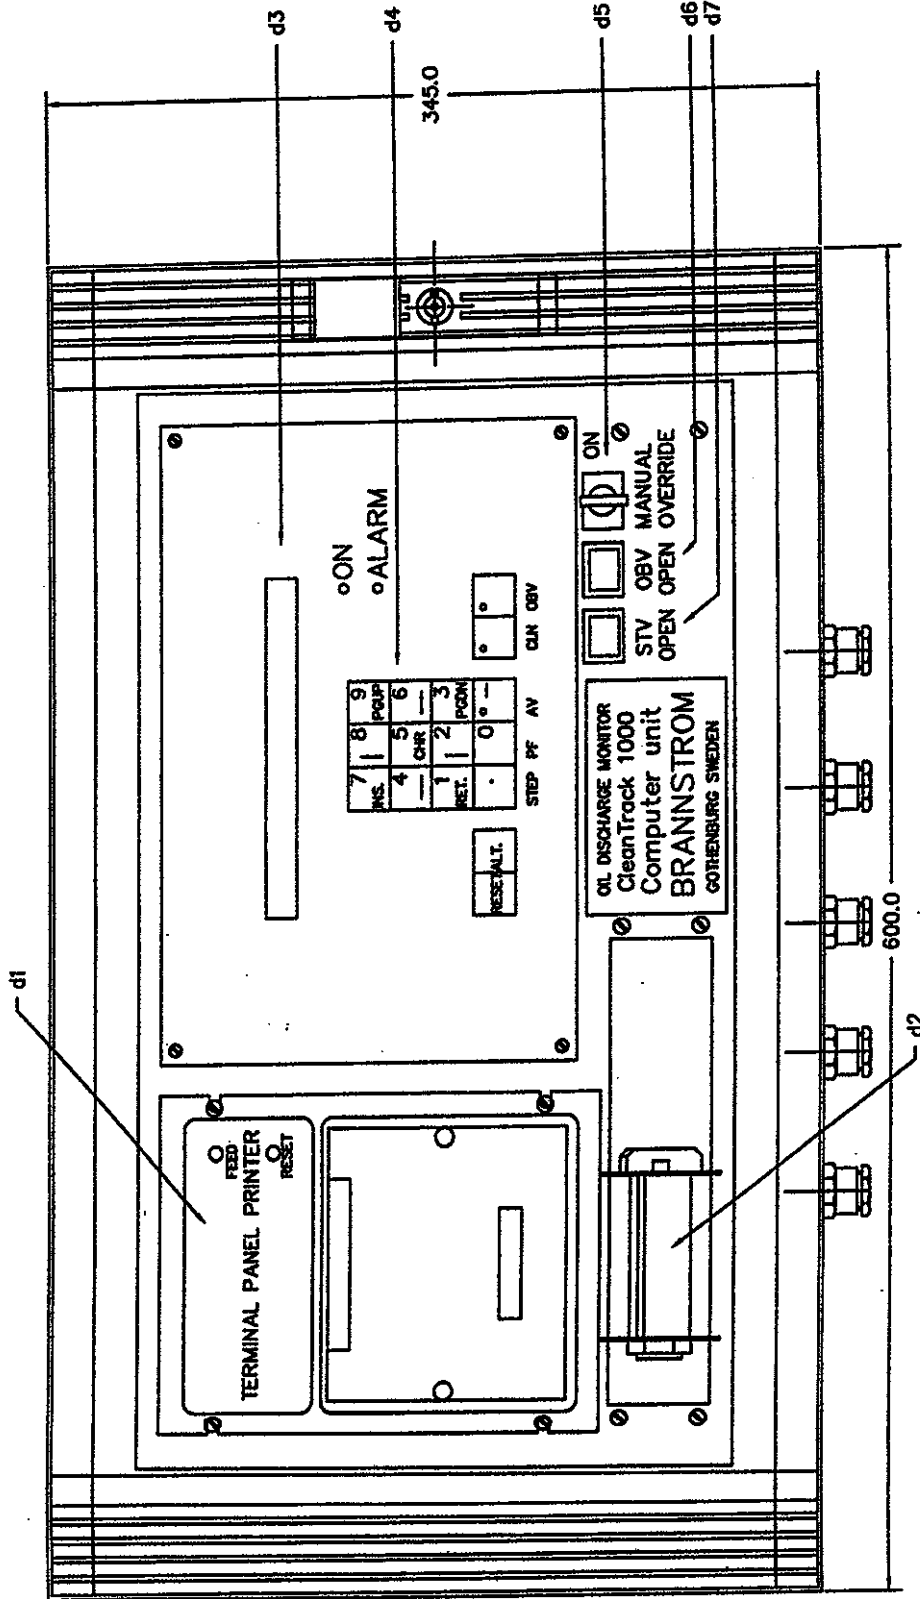 d1
d3
d4
d5
d6
d7
d2
345.0
600.0
TERMINAL PANEL PRINTER
FEED
RESET
ON
ALARM
7 8 9
INS. | PGUP
4 5 6
— CHR —
1 2 3
RET. | PGDN
. 0 -
STEP PF AV
RESET ALT.
CLN OBV
OIL DISCHARGE MONITOR
CleanTrack 1000
Computer unit
BRANNSTROM
GOTHENBURG SWEDEN
STV
OPEN
OBV
OPEN
MANUAL
OVERRIDE
ON